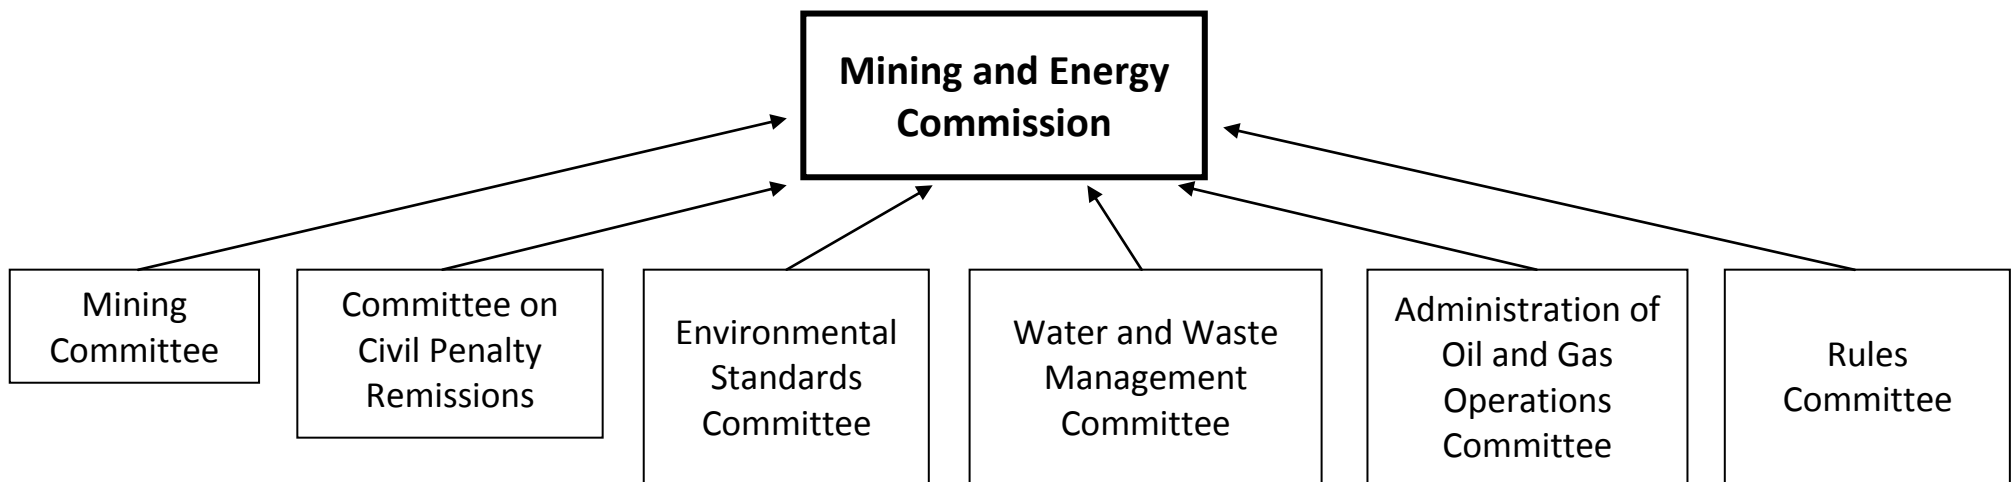 Mining and Energy
Commission
Mining
Committee
Committee on
Civil Penalty
Remissions
Environmental
Standards
Committee
Water and Waste
Management
Committee
Administration of
Oil and Gas
Operations
Committee
Rules
Committee